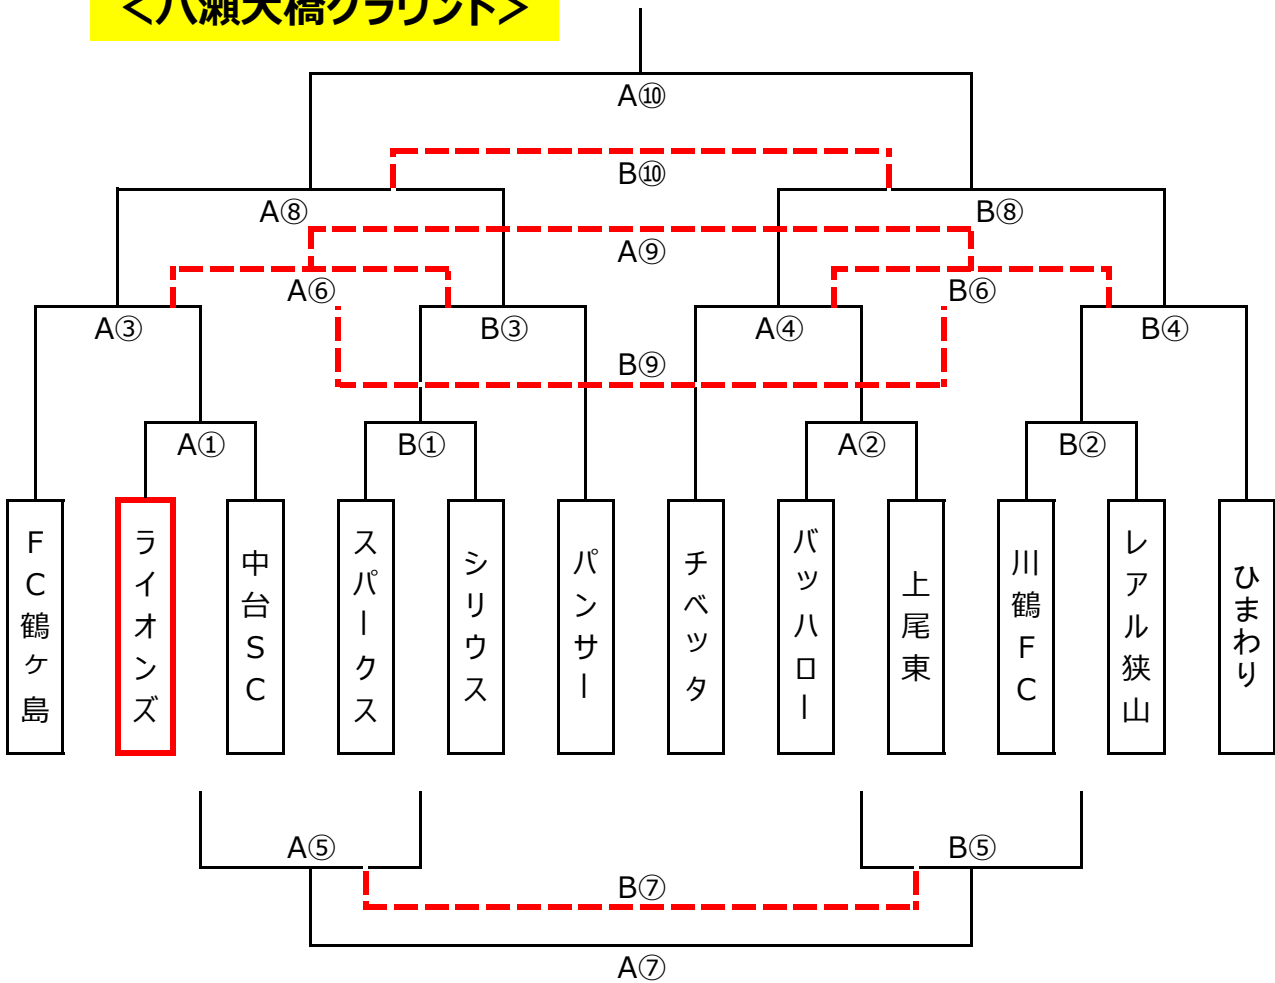 ＜八瀬大橋グラウンド＞
A⑩
B⑩
A⑧
B⑧
A⑨
A⑥
B⑥
A③
B③
A④
B④
B⑨
A①
B①
A②
B②
FC鶴ヶ島
ライオンズ
中台SC
スパークス
シリウス
パンサー
チベッタ
バッハロー
上尾東
川鶴FC
レアル狭山
ひまわり
A⑤
B⑤
B⑦
A⑦